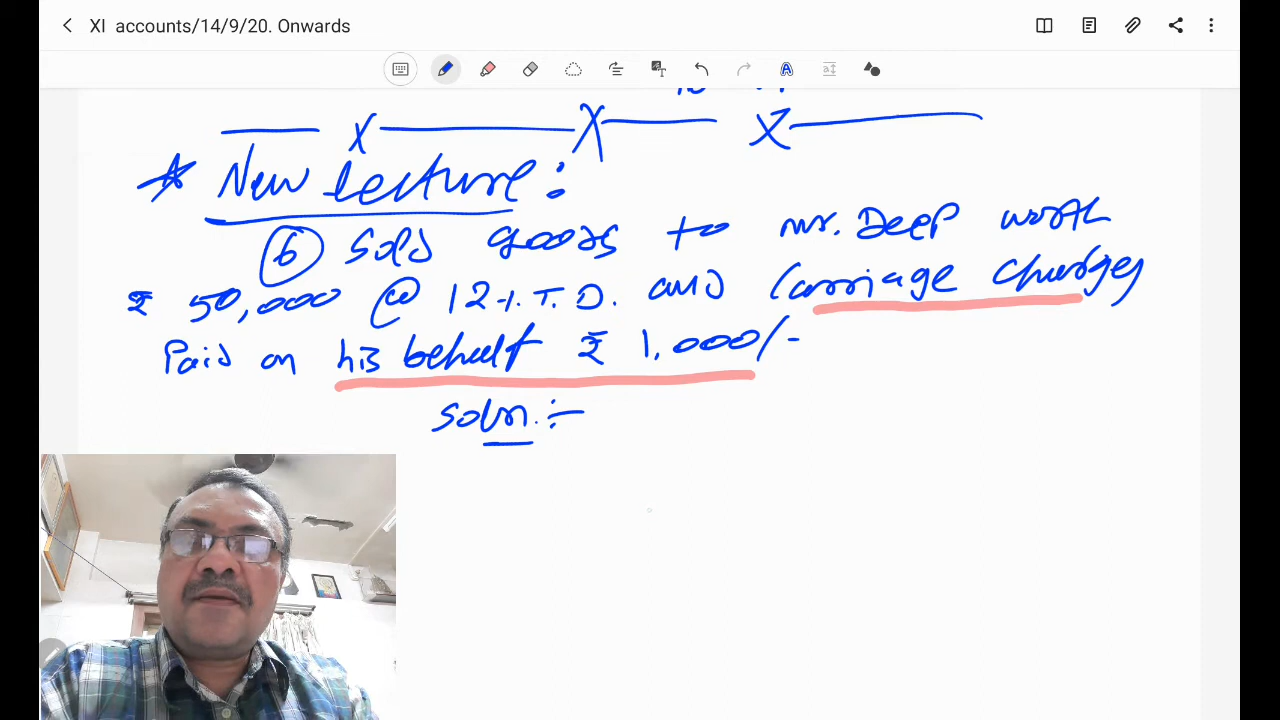 XI accounts/14/9/20. Onwards
New lecture:
6 Sold goods to Mr. Deep worth
₹ 50,000 @ 12%. T.D. and Carriage Charges
Paid on his behalf ₹ 1,000/-
Soln:-